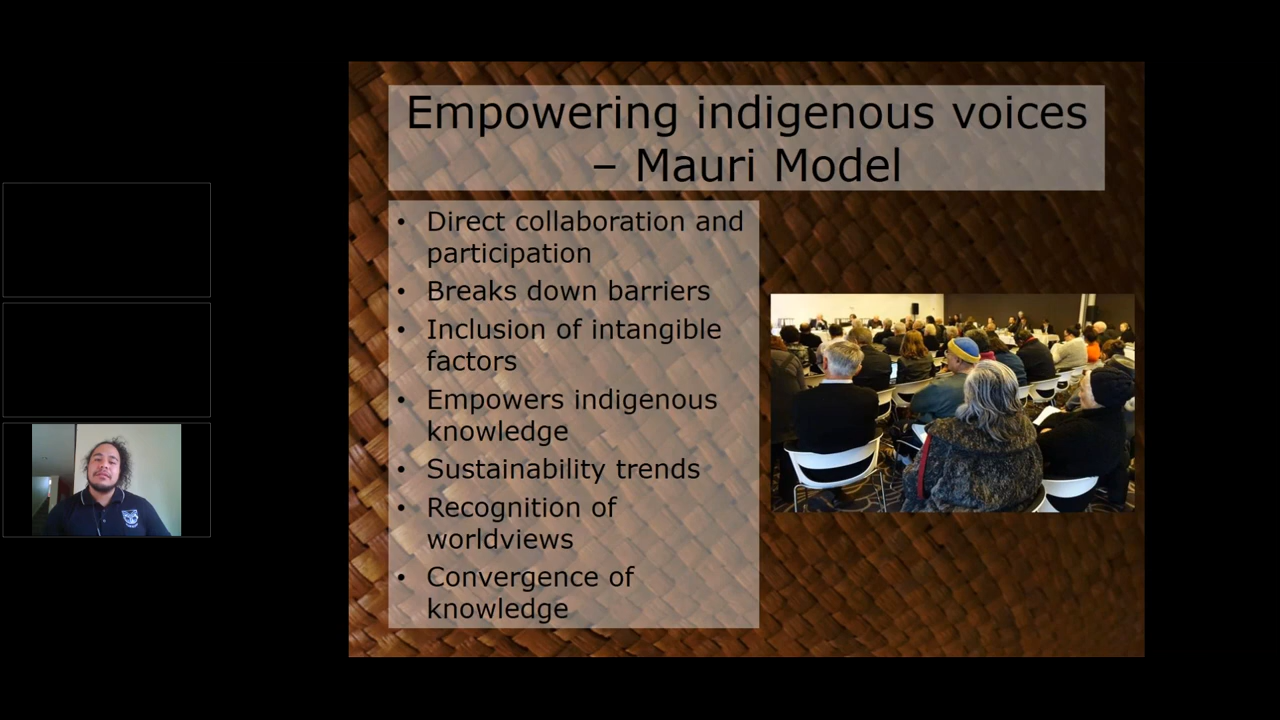 Empowering indigenous voices
– Mauri Model
• Direct collaboration and
participation
• Breaks down barriers
• Inclusion of intangible
factors
• Empowers indigenous
knowledge
• Sustainability trends
• Recognition of
worldviews
• Convergence of
knowledge